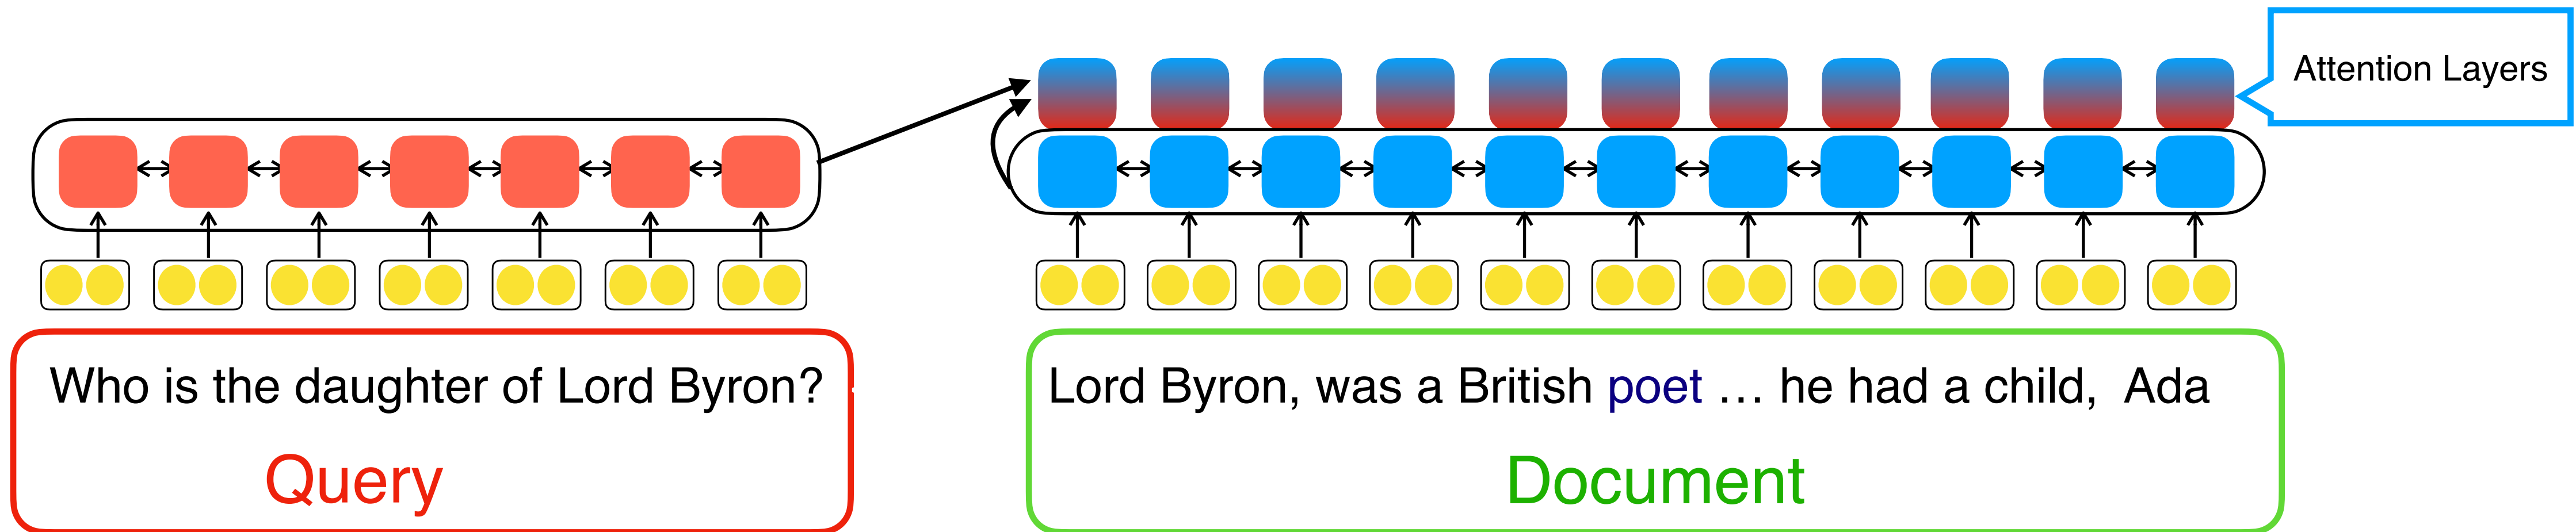 Attention Layers
Who is the daughter of Lord Byron?
Query
Lord Byron, was a British poet … he had a child, Ada
Document